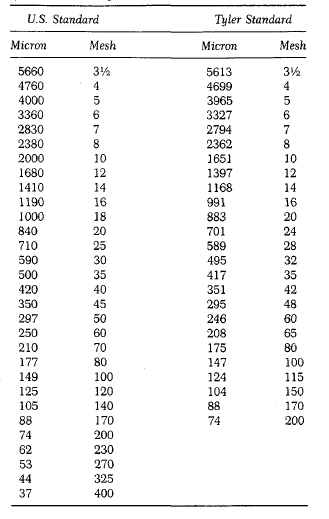 U.S. Standard Tyler Standard
Micron Mesh Micron Mesh
5660 3½ 5613 3½
4760 4 4699 4
4000 5 3965 5
3360 6 3327 6
2830 7 2794 7
2380 8 2362 8
2000 10 1651 10
1680 12 1397 12
1410 14 1168 14
1190 16 991 16
1000 18 883 20
840 20 701 24
710 25 589 28
590 30 495 32
500 35 417 35
420 40 351 42
350 45 295 48
297 50 246 60
250 60 208 65
210 70 175 80
177 80 147 100
149 100 124 115
125 120 104 150
105 140 88 170
88 170 74 200
74 200
62 230
53 270
44 325
37 400